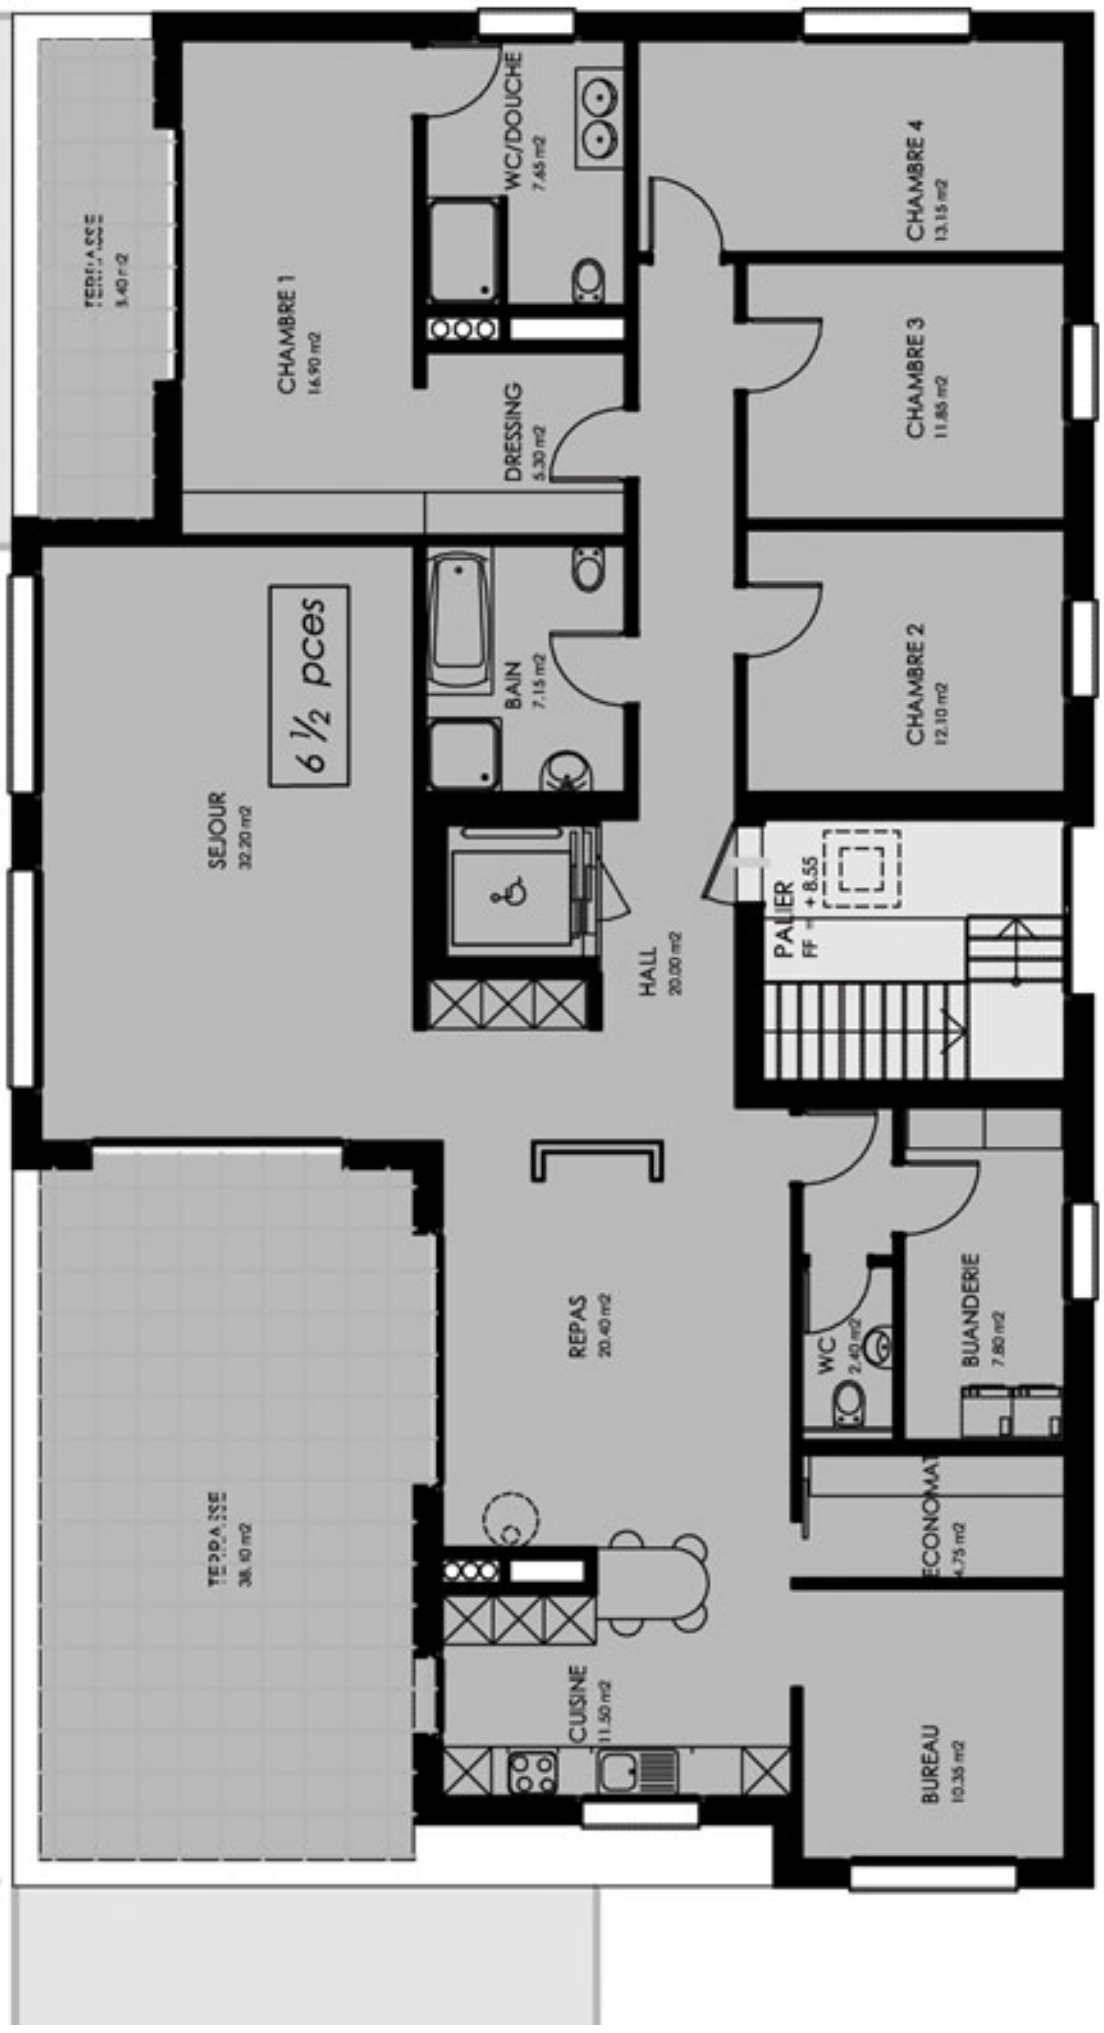 WC/DOUCHE
7.65 m2
CHAMBRE 4
13.15 m2
TERRASSE
CHAMBRE 1
16.90 m2
CHAMBRE 3
11.85 m2
DRESSING
5.30 m2
6 ½ pces
BAIN
7.15 m2
CHAMBRE 2
12.10 m2
SEJOUR
32.20 m2
PALIER
FF = + 8.55
HALL
20.00 m2
REPAS
20.40 m2
WC
2.40 m2
BUANDERIE
7.80 m2
TERRASSE
38.10 m2
ECONOMAT
4.75 m2
CUISINE
11.50 m2
BUREAU
10.35 m2